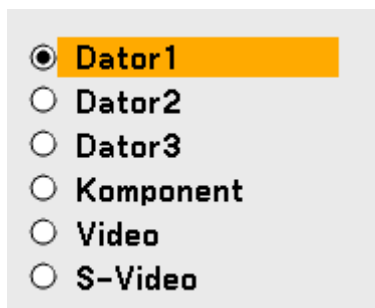 Dator1
Dator2
Dator3
Komponent
Video
S-Video